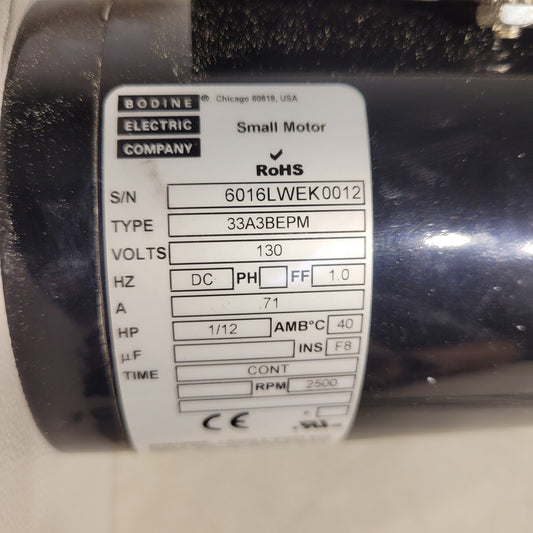 BODINE ® Chicago 60618, USA
ELECTRIC Small Motor
COMPANY
RoHS
S/N 6016LWEK0012
TYPE 33A3BEPM
VOLTS 130
HZ DC PH FF 1.0
A .71
HP 1/12 AMB°C 40
µF INS F8
TIME CONT
RPM 2500
CE